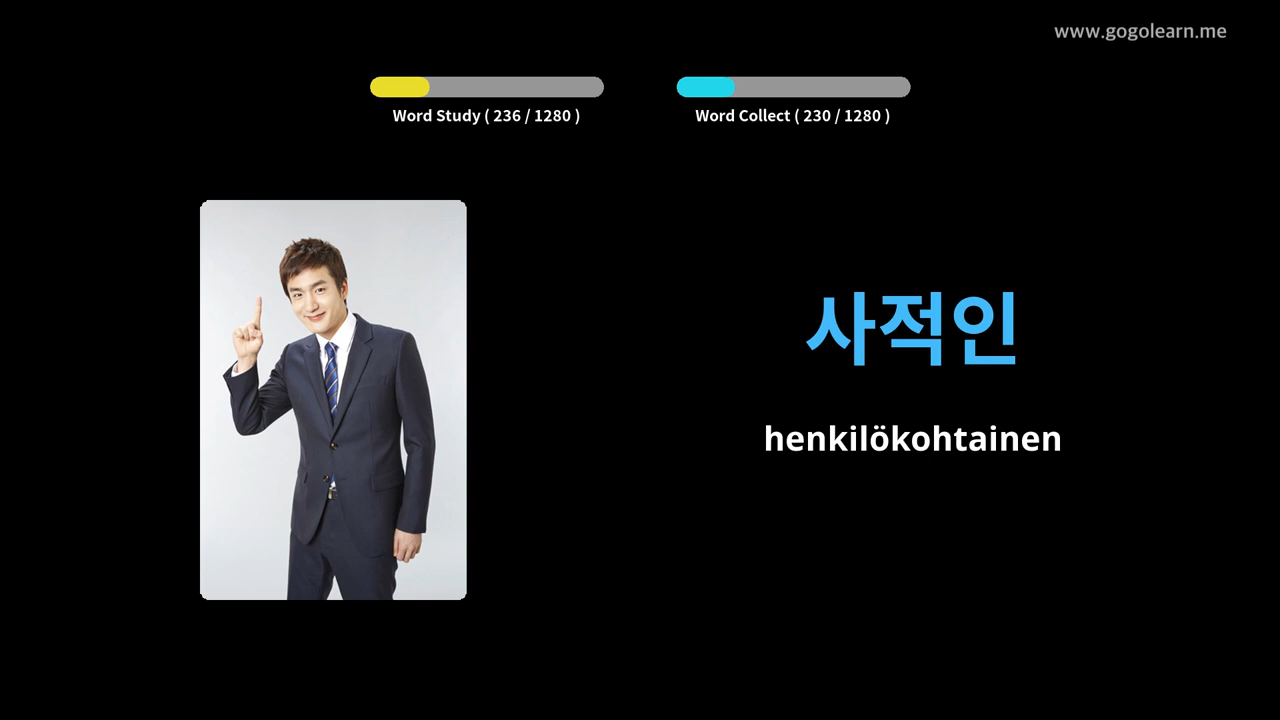 www.gogolearn.me
Word Study ( 236 / 1280 )
Word Collect ( 230 / 1280 )
사적인
henkilökohtainen